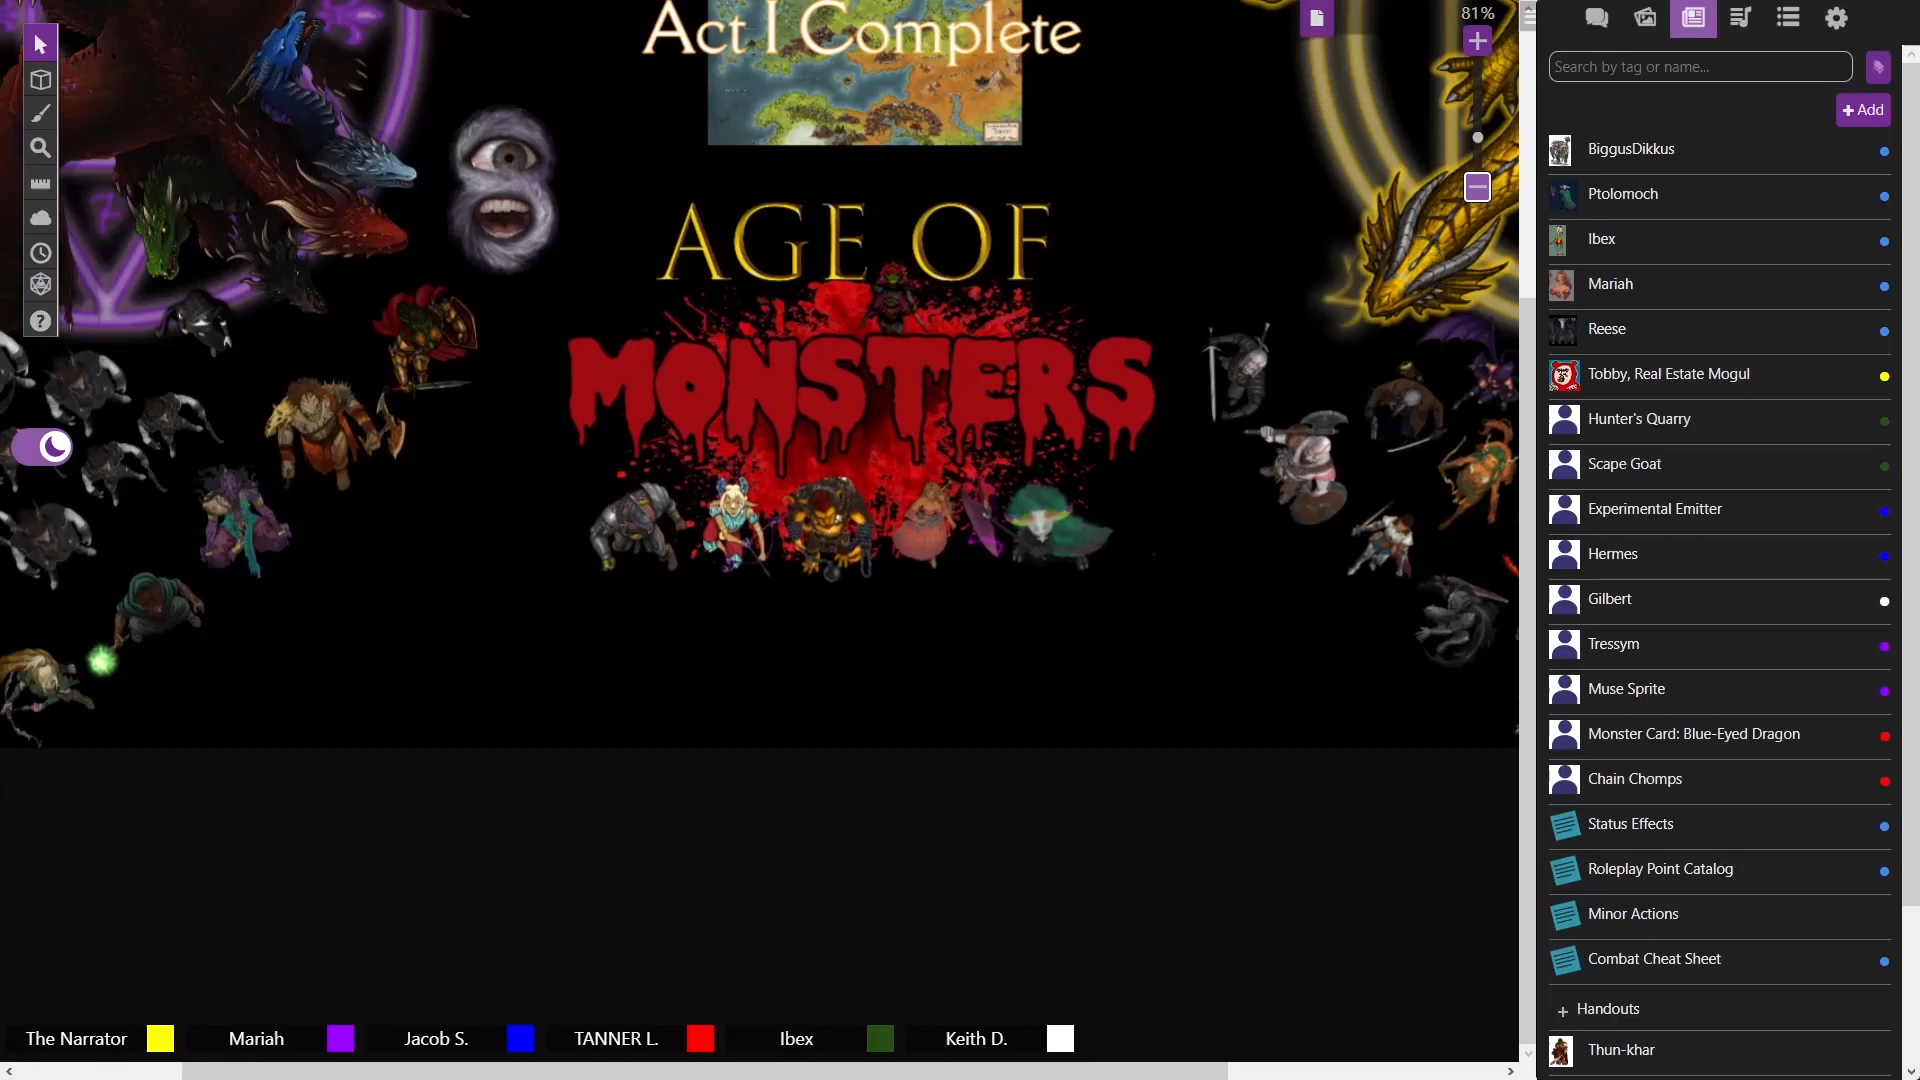 Act I Complete
81%
AGE OF
MONSTERS
7
Search by tag or name...
+ Add
BiggusDikkus
Ptolomoch
Ibex
Mariah
Reese
Tobby, Real Estate Mogul
Hunter's Quarry
Scape Goat
Experimental Emitter
Hermes
Gilbert
Tressym
Muse Sprite
Monster Card: Blue-Eyed Dragon
Chain Chomps
Status Effects
Roleplay Point Catalog
Minor Actions
Combat Cheat Sheet
+ Handouts
Thun-khar
The Narrator
Mariah
Jacob S.
TANNER L.
Ibex
Keith D.